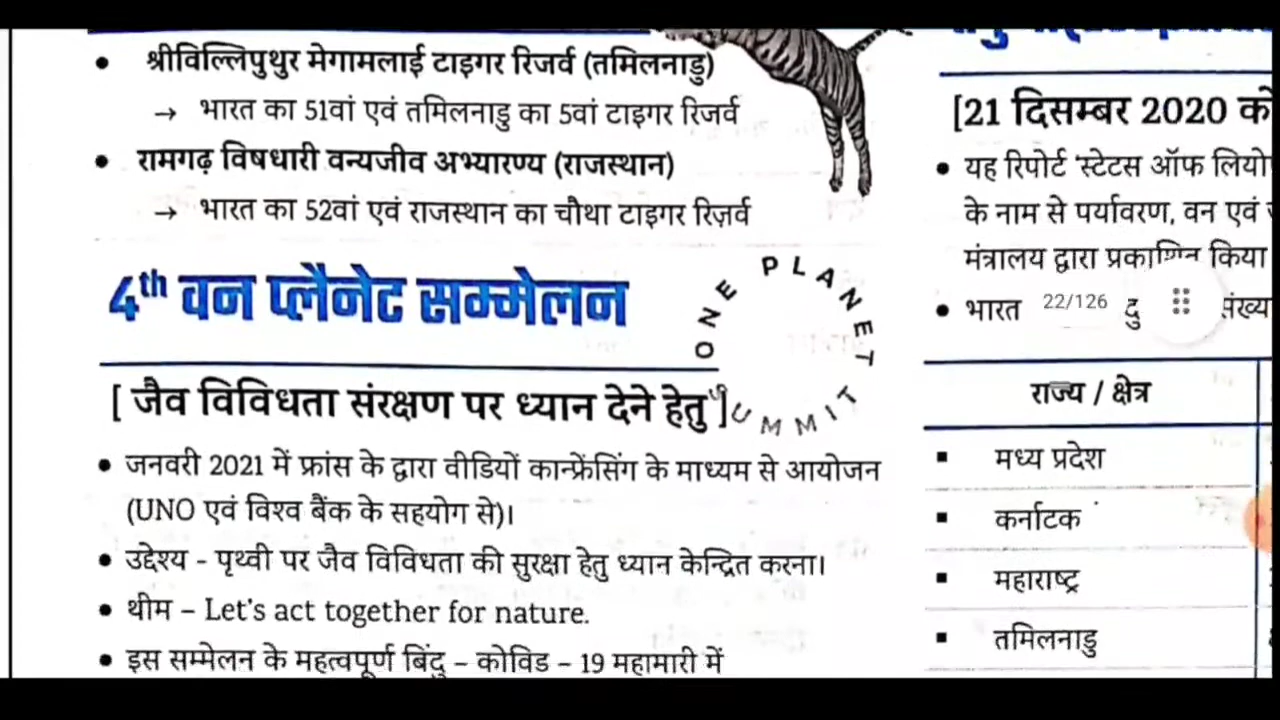 श्रीविल्लिपुथुर मेगामलाई टाइगर रिजर्व (तमिलनाडु)
→ भारत का 51वां एवं तमिलनाडु का 5वां टाइगर रिजर्व
रामगढ़ विषधारी वन्यजीव अभ्यारण्य (राजस्थान)
→ भारत का 52वां एवं राजस्थान का चौथा टाइगर रिज़र्व
4th वन प्लैनेट सम्मेलन
ONE PLANET SUMMIT
[ जैव विविधता संरक्षण पर ध्यान देने हेतु ]
• जनवरी 2021 में फ्रांस के द्वारा वीडियों कान्फ्रेंसिंग के माध्यम से आयोजन
(UNO एवं विश्व बैंक के सहयोग से)।
• उद्देश्य - पृथ्वी पर जैव विविधता की सुरक्षा हेतु ध्यान केन्द्रित करना।
• थीम – Let's act together for nature.
• इस सम्मेलन के महत्वपूर्ण बिंदु – कोविड – 19 महामारी में
[21 दिसम्बर 2020 को
• यह रिपोर्ट 'स्टेटस ऑफ लियो
के नाम से पर्यावरण, वन एवं
मंत्रालय द्वारा प्रकाशित किया
• भारत
22/126
राज्य / क्षेत्र
▪ मध्य प्रदेश
▪ कर्नाटक
▪ महाराष्ट्र
▪ तमिलनाडु